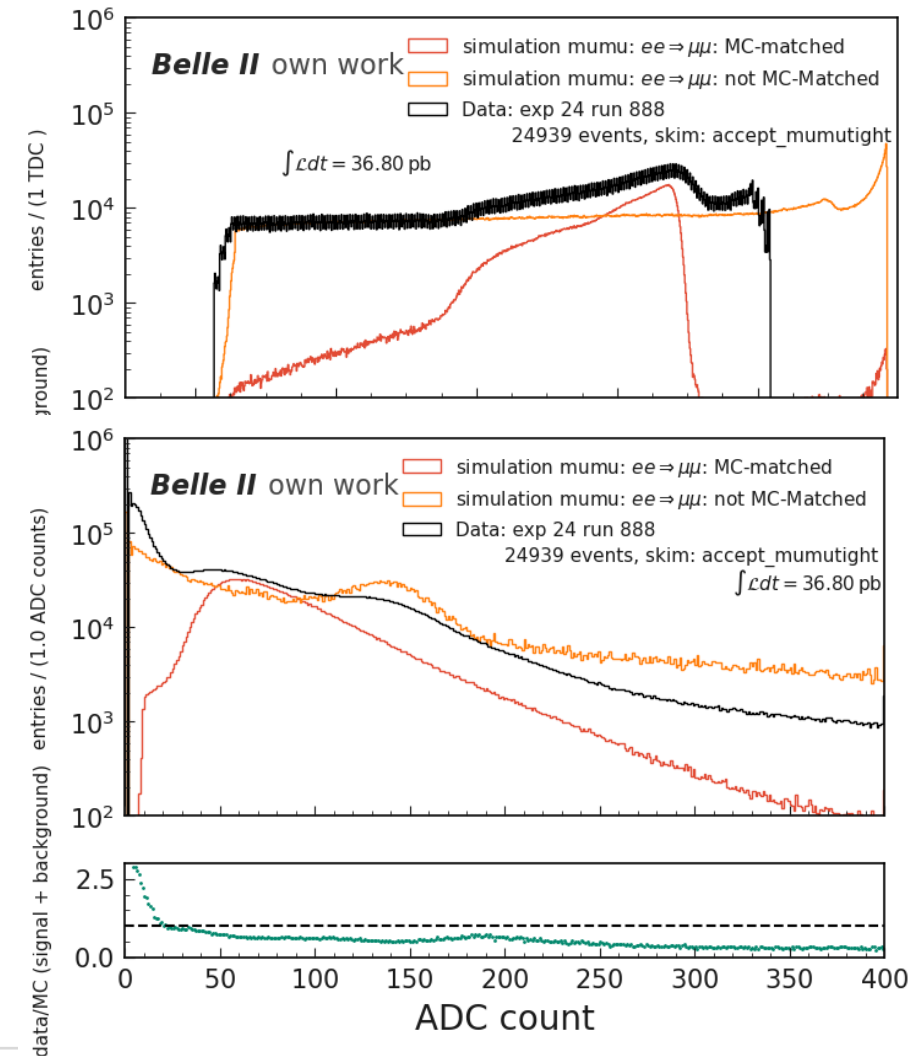 10⁶
Belle II own work
simulation mumu: ee⇒μμ: MC-matched
simulation mumu: ee⇒μμ: not MC-Matched
Data: exp 24 run 888
24939 events, skim: accept_mumutight
∫ℒdt = 36.80 pb
10⁵
10⁴
10³
10²
entries / (1 TDC )
ground)
10⁶
Belle II own work
simulation mumu: ee⇒μμ: MC-matched
simulation mumu: ee⇒μμ: not MC-Matched
Data: exp 24 run 888
24939 events, skim: accept_mumutight
∫ℒdt = 36.80 pb
10⁵
10⁴
10³
10²
entries / (1.0 ADC counts)
data/MC (signal + background)
2.5
0.0
0 50 100 150 200 250 300 350 400
ADC count